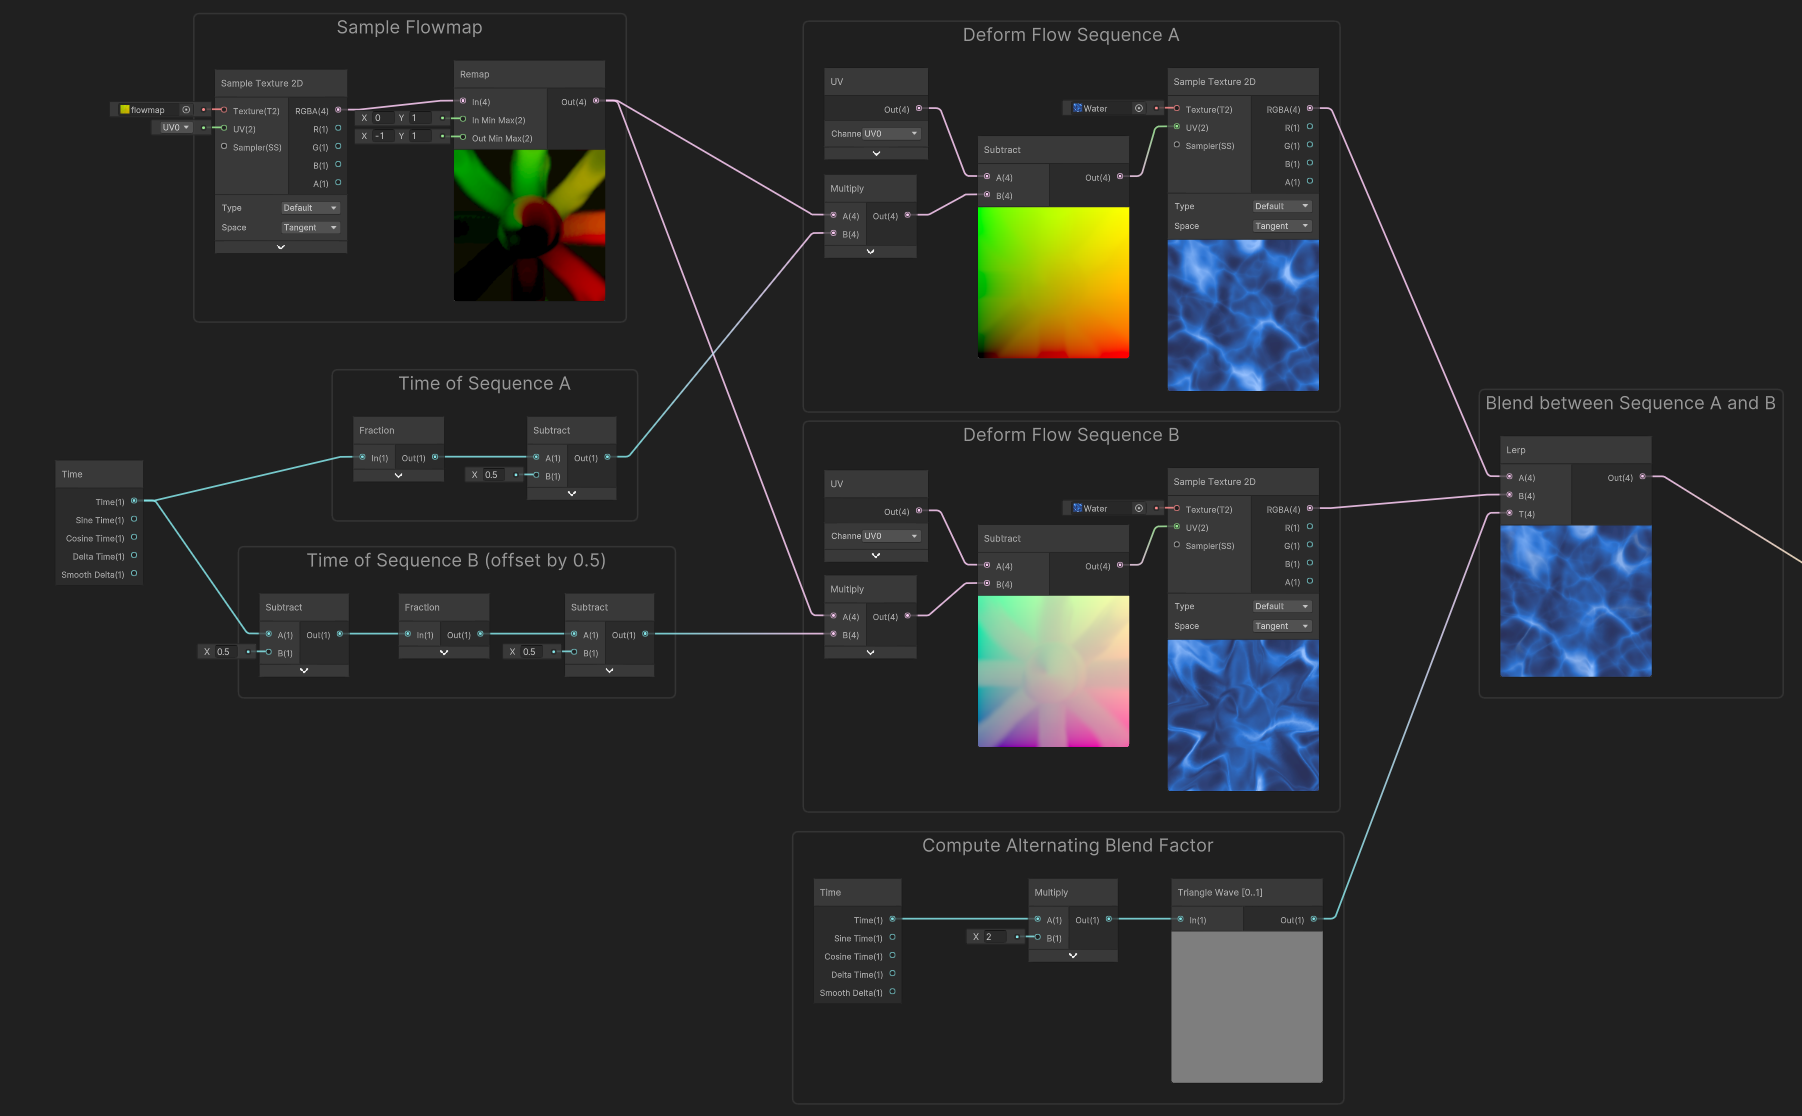 Sample Flowmap
Sample Texture 2D
flowmap
Texture(T2)
RGBA(4)
UV0
UV(2)
R(1)
Sampler(SS)
G(1)
B(1)
A(1)
Type
Default
Space
Tangent
Remap
In(4)
Out(4)
X 0 Y 1
In Min Max(2)
X -1 Y 1
Out Min Max(2)
Time of Sequence A
Fraction
In(1)
Out(1)
Subtract
A(1)
Out(1)
X 0.5
B(1)
Time
Time(1)
Sine Time(1)
Cosine Time(1)
Delta Time(1)
Smooth Delta(1)
Time of Sequence B (offset by 0.5)
Subtract
A(1)
Out(1)
X 0.5
B(1)
Fraction
In(1)
Out(1)
Subtract
A(1)
Out(1)
X 0.5
B(1)
Deform Flow Sequence A
UV
Out(4)
Channe
UV0
Multiply
A(4)
Out(4)
B(4)
Subtract
A(4)
Out(4)
B(4)
Sample Texture 2D
Water
Texture(T2)
RGBA(4)
UV(2)
R(1)
Sampler(SS)
G(1)
B(1)
A(1)
Type
Default
Space
Tangent
Deform Flow Sequence B
UV
Out(4)
Channe
UV0
Multiply
A(4)
Out(4)
B(4)
Subtract
A(4)
Out(4)
B(4)
Sample Texture 2D
Water
Texture(T2)
RGBA(4)
UV(2)
R(1)
Sampler(SS)
G(1)
B(1)
A(1)
Type
Default
Space
Tangent
Compute Alternating Blend Factor
Time
Time(1)
Sine Time(1)
Cosine Time(1)
Delta Time(1)
Smooth Delta(1)
Multiply
A(1)
Out(1)
X 2
B(1)
Triangle Wave [0..1]
In(1)
Out(1)
Blend between Sequence A and B
Lerp
A(4)
Out(4)
B(4)
T(4)